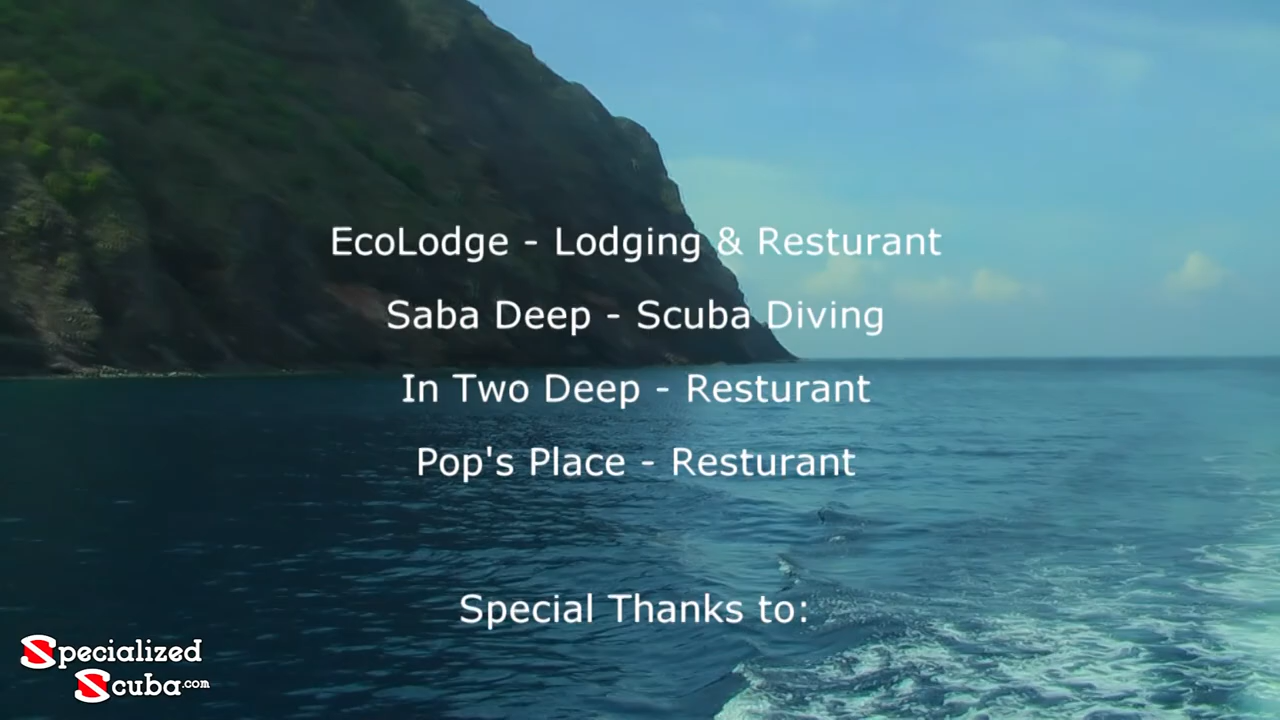 EcoLodge - Lodging & Resturant
Saba Deep - Scuba Diving
In Two Deep - Resturant
Pop's Place - Resturant
Special Thanks to:
Specialized
Scuba.com